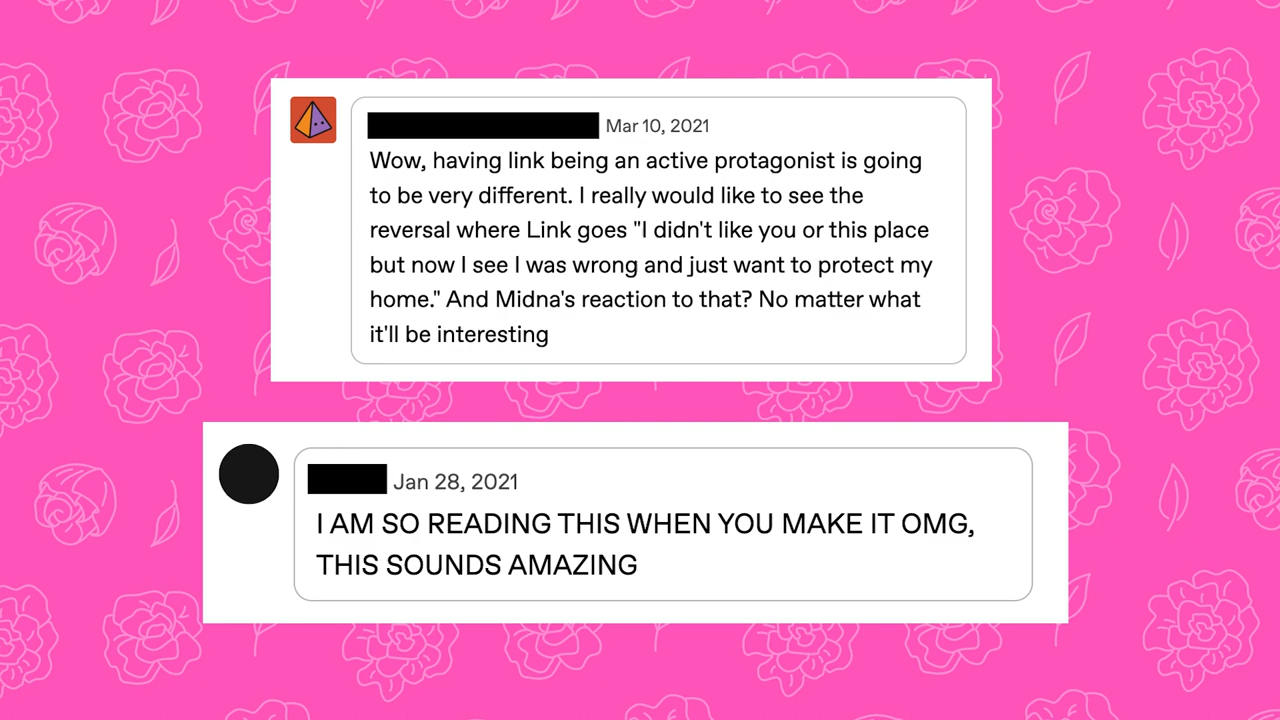 Mar 10, 2021
Wow, having link being an active protagonist is going
to be very different. I really would like to see the
reversal where Link goes "I didn't like you or this place
but now I see I was wrong and just want to protect my
home." And Midna's reaction to that? No matter what
it'll be interesting
Jan 28, 2021
I AM SO READING THIS WHEN YOU MAKE IT OMG,
THIS SOUNDS AMAZING